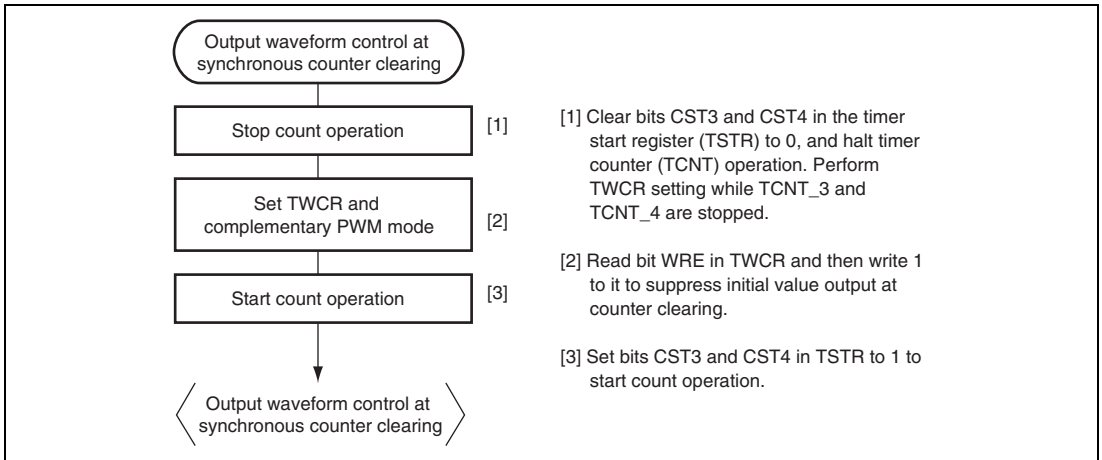 Output waveform control at
synchronous counter clearing
Stop count operation
[1]
Set TWCR and
complementary PWM mode
[2]
Start count operation
[3]
Output waveform control at
synchronous counter clearing
[1] Clear bits CST3 and CST4 in the timer
start register (TSTR) to 0, and halt timer
counter (TCNT) operation. Perform
TWCR setting while TCNT_3 and
TCNT_4 are stopped.
[2] Read bit WRE in TWCR and then write 1
to it to suppress initial value output at
counter clearing.
[3] Set bits CST3 and CST4 in TSTR to 1 to
start count operation.